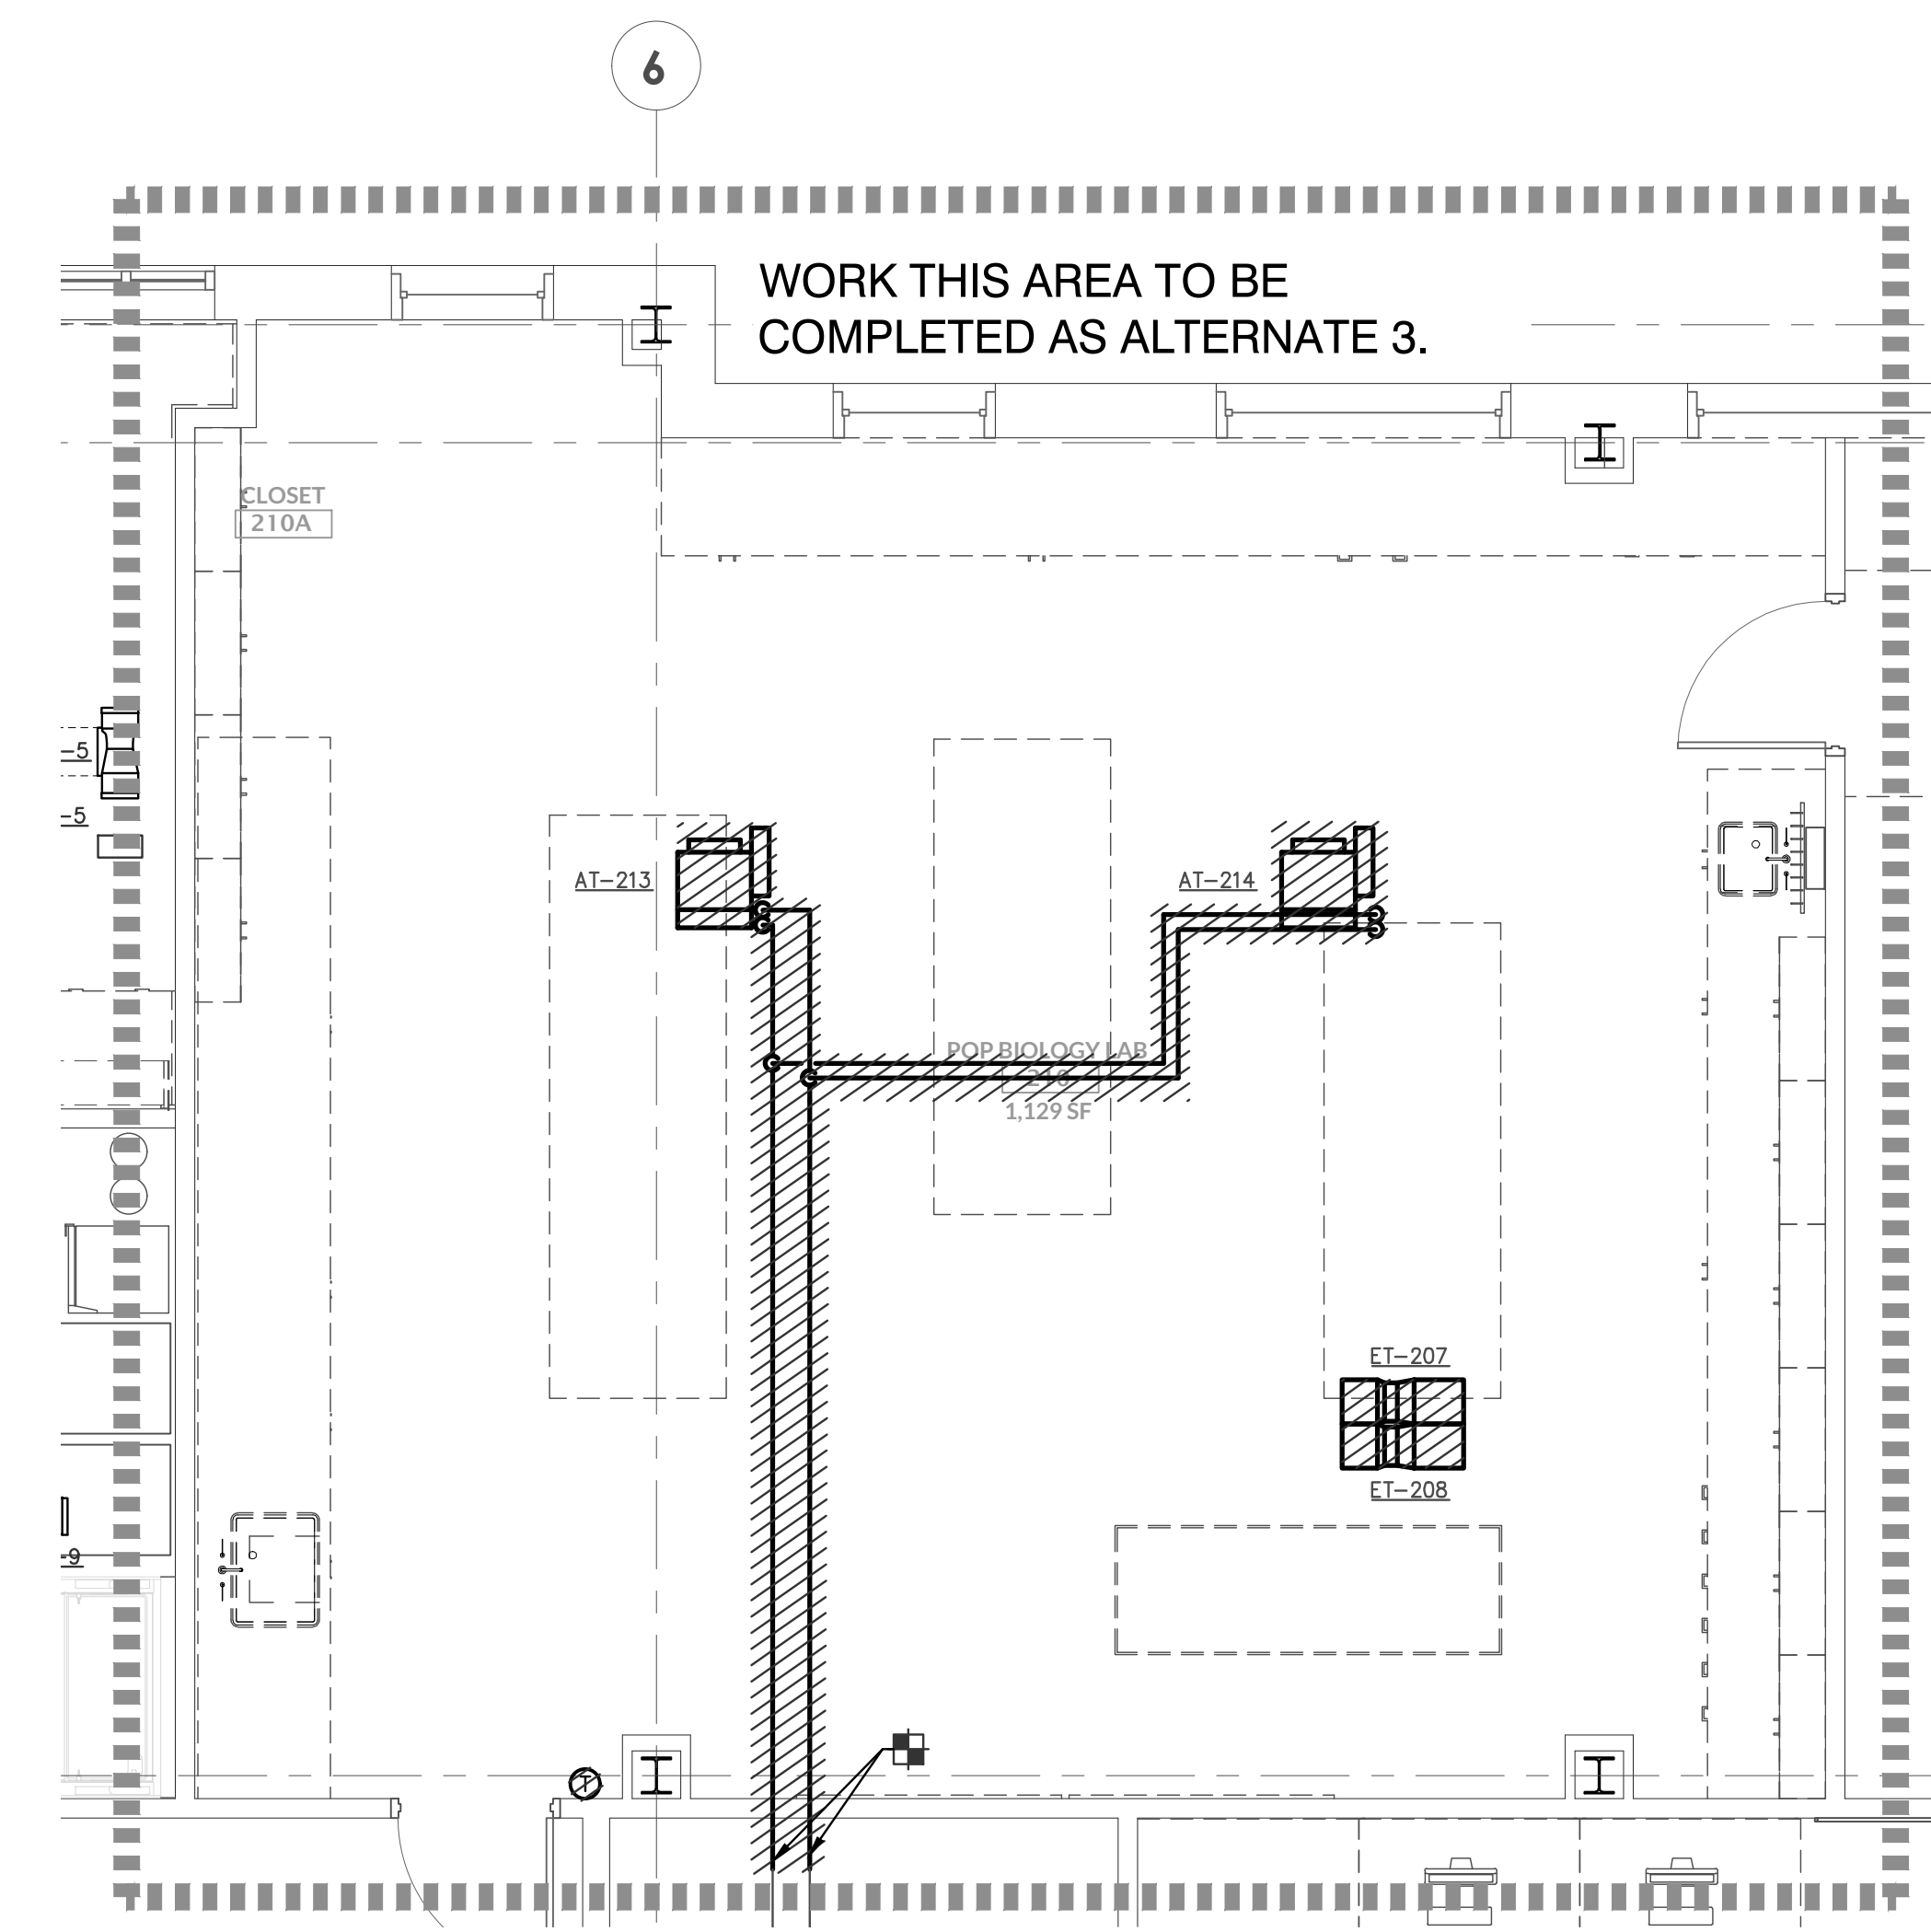 6
WORK THIS AREA TO BE
COMPLETED AS ALTERNATE 3.
CLOSET
210A
-5
-5
AT-213
AT-214
POP BIOLOGY LAB
210
1,129 SF
ET-207
ET-208
-9
T